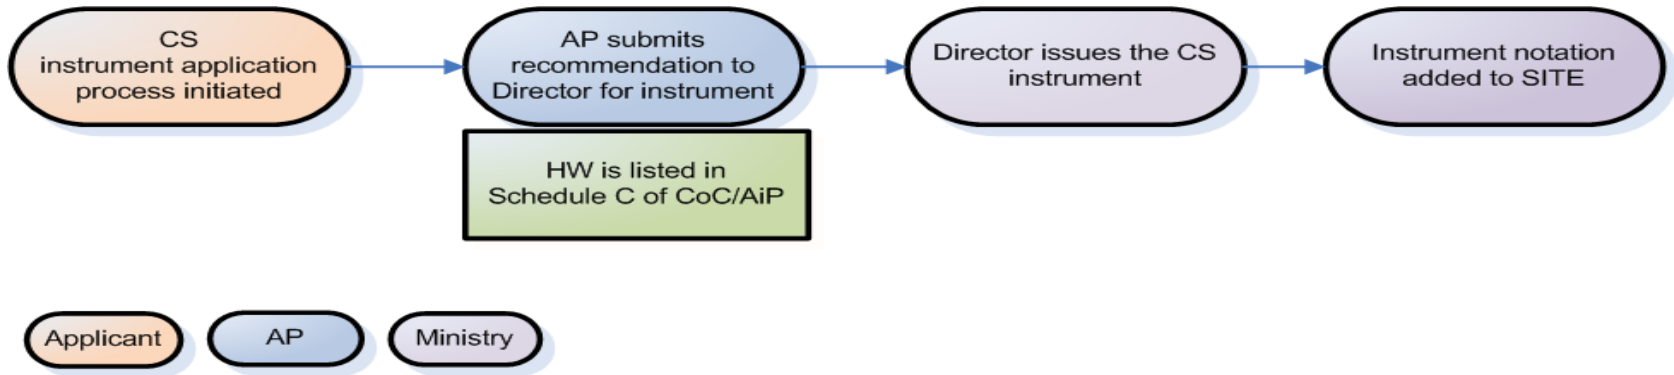 CS
instrument application
process initiated
AP submits
recommendation to
Director for instrument
HW is listed in
Schedule C of CoC/AiP
Director issues the CS
instrument
Instrument notation
added to SITE
Applicant
AP
Ministry